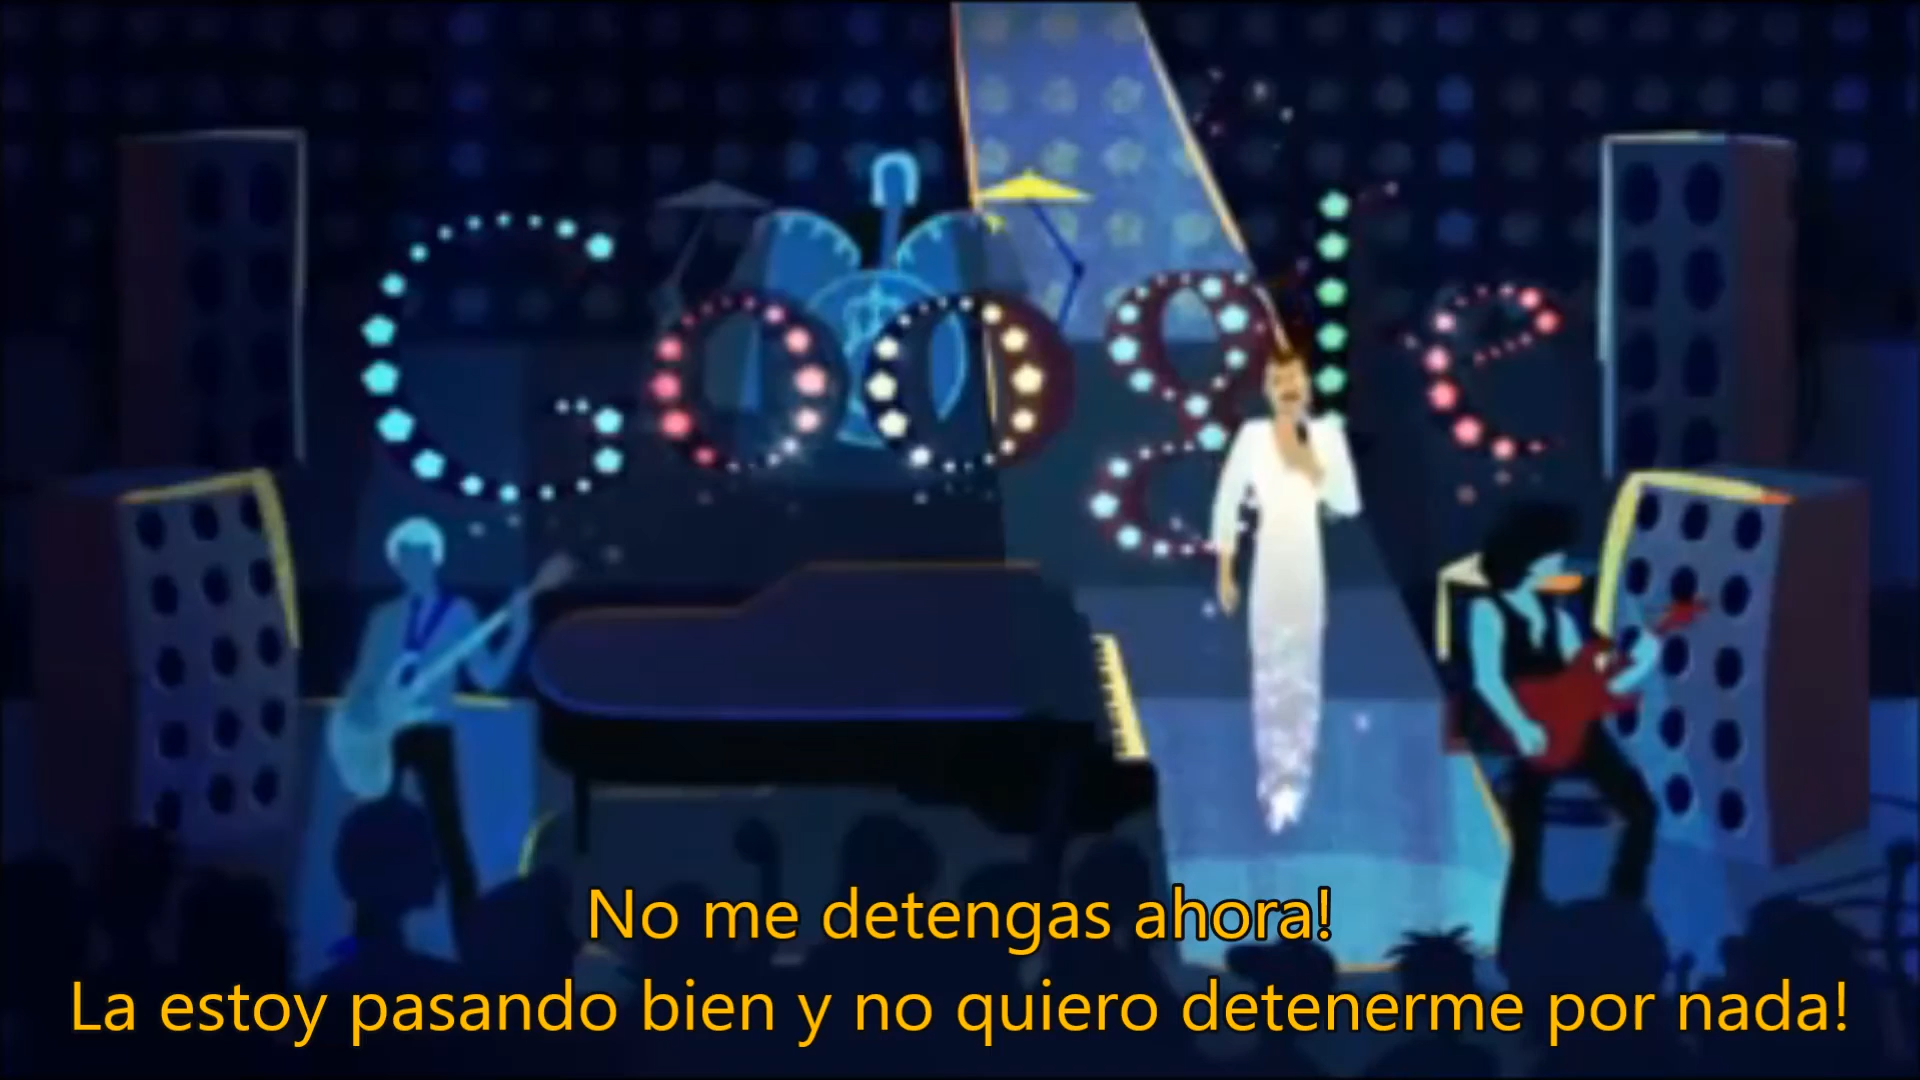 Google
No me detengas ahora!
La estoy pasando bien y no quiero detenerme por nada!